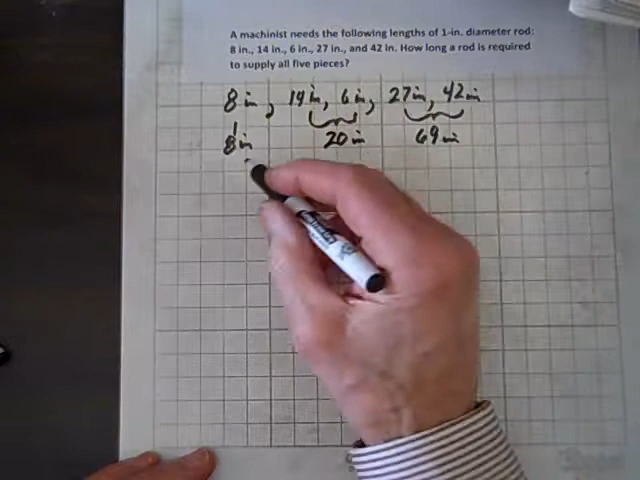 A machinist needs the following lengths of 1-in. diameter rod:
8 in., 14 in., 6 in., 27 in., and 42 in. How long a rod is required
to supply all five pieces?
8 in, 14 in, 6 in, 27 in, 42 in
8 in 20 in 69 in